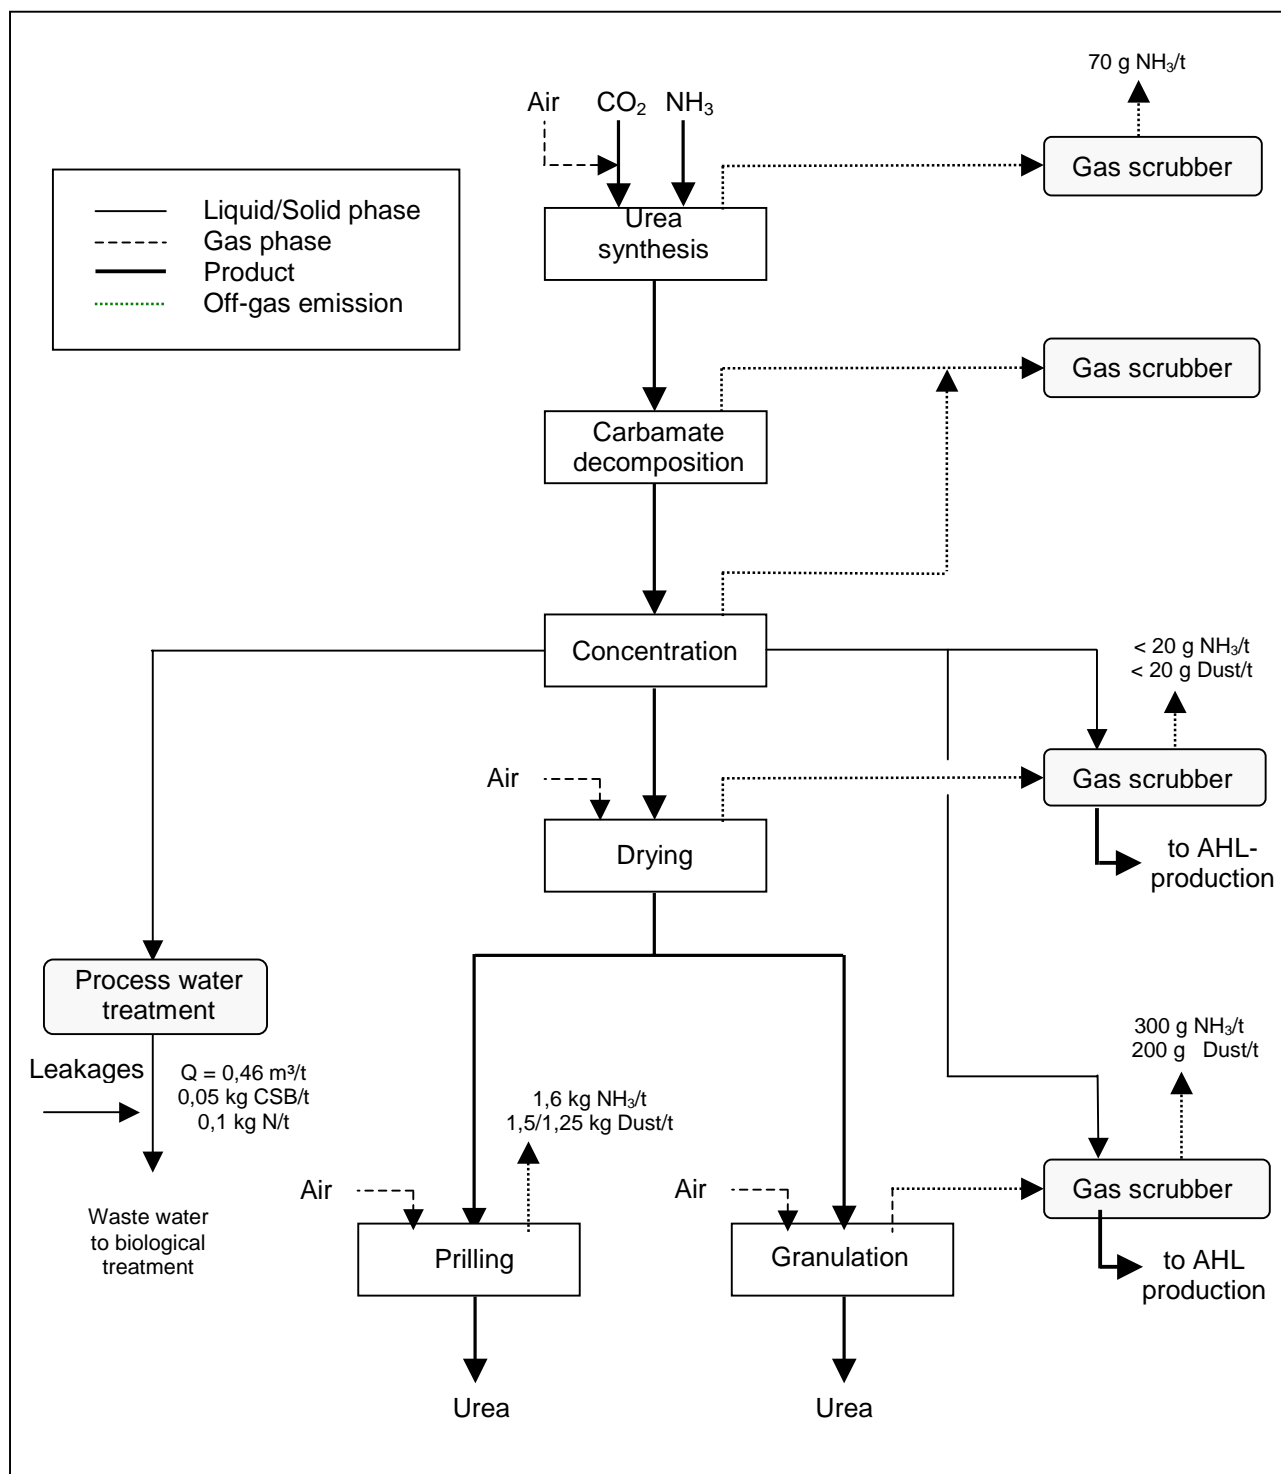 70 g NH₃/t
Air CO₂ NH₃
Gas scrubber
Liquid/Solid phase
Gas phase
Product
Off-gas emission
Urea
synthesis
Gas scrubber
Carbamate
decomposition
Concentration
< 20 g NH₃/t
< 20 g Dust/t
Air
Gas scrubber
Drying
to AHL-
production
Process water
treatment
Leakages
Q = 0,46 m³/t
0,05 kg CSB/t
0,1 kg N/t
300 g NH₃/t
200 g Dust/t
1,6 kg NH₃/t
1,5/1,25 kg Dust/t
Air
Air
Gas scrubber
Waste water
to biological
treatment
Prilling
Granulation
to AHL
production
Urea
Urea